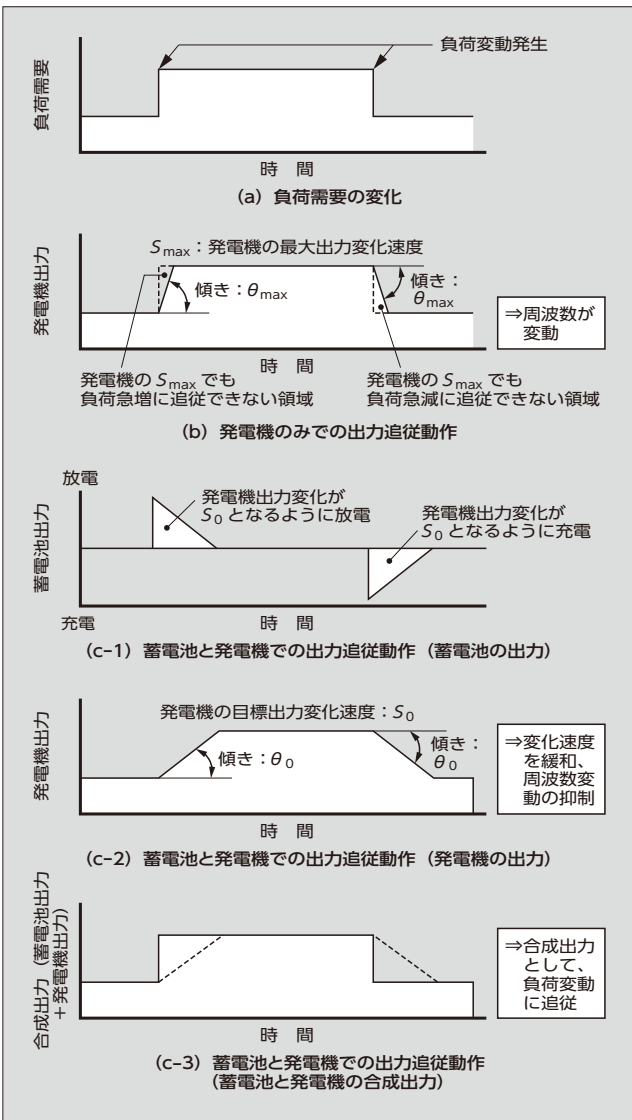 負荷変動発生
負荷需要
時 間
(a) 負荷需要の変化
Smax：発電機の最大出力変化速度
発電機出力
傾き：θmax
傾き：
θmax
⇒周波数が
変動
時 間
発電機の Smax でも
負荷急増に追従できない領域
発電機の Smax でも
負荷急減に追従できない領域
(b) 発電機のみでの出力追従動作
放電
蓄電池出力
発電機出力変化が
S0 となるように放電
発電機出力変化が
S0 となるように充電
充電
時 間
(c-1) 蓄電池と発電機での出力追従動作（蓄電池の出力）
発電機の目標出力変化速度：S0
発電機出力
傾き：θ0
傾き：
θ0
⇒変化速度
を緩和、
周波数変
動の抑制
時 間
(c-2) 蓄電池と発電機での出力追従動作（発電機の出力）
合成出力（蓄電池出力
＋発電機出力）
⇒合成出力
として、
負荷変動
に追従
時 間
(c-3) 蓄電池と発電機での出力追従動作
（蓄電池と発電機の合成出力）